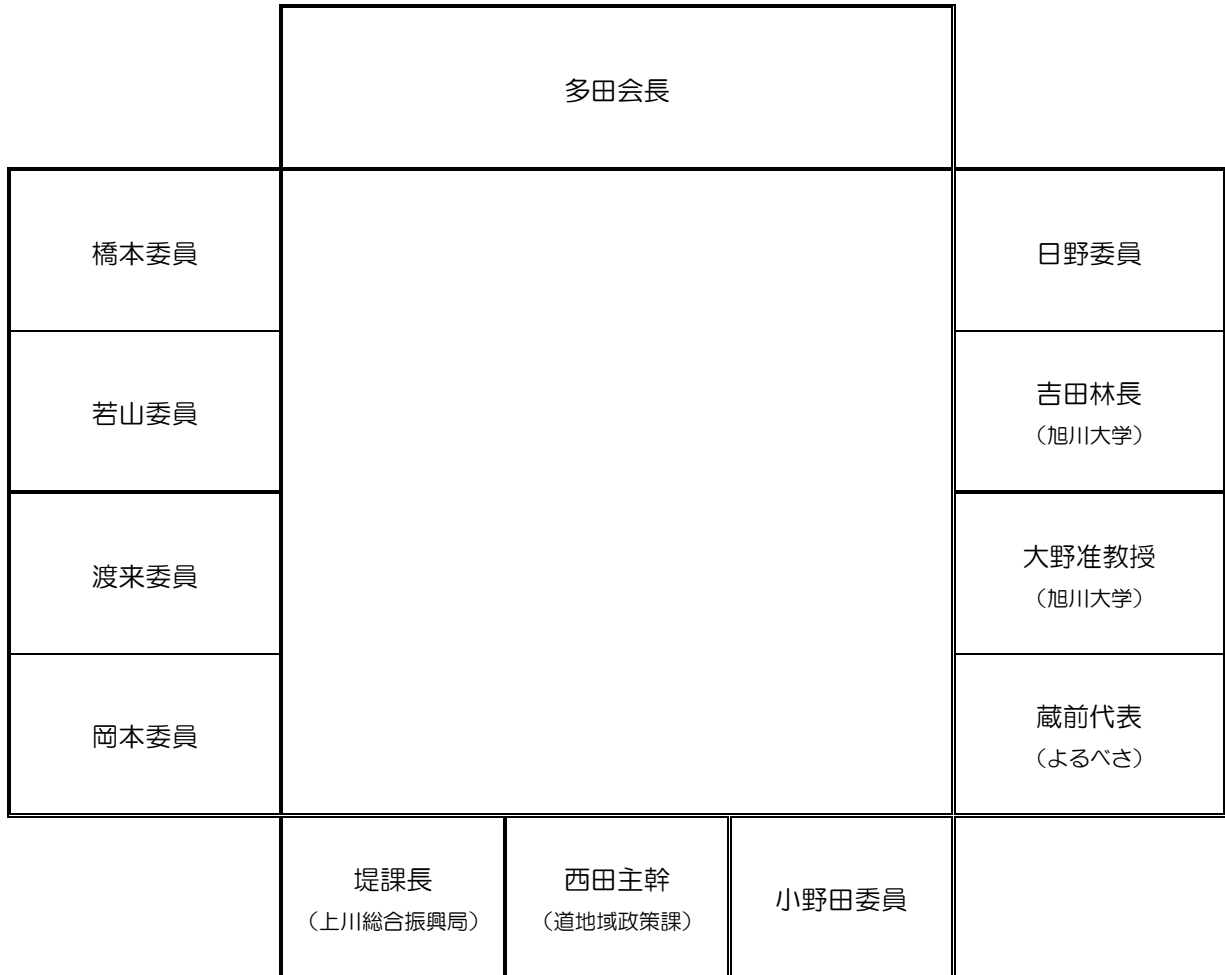 多田会長
橋本委員
日野委員
若山委員
吉田林長
（旭川大学）
渡来委員
大野准教授
（旭川大学）
岡本委員
蔵前代表
（よるべさ）
堤課長
（上川総合振興局）
西田主幹
（道地域政策課）
小野田委員